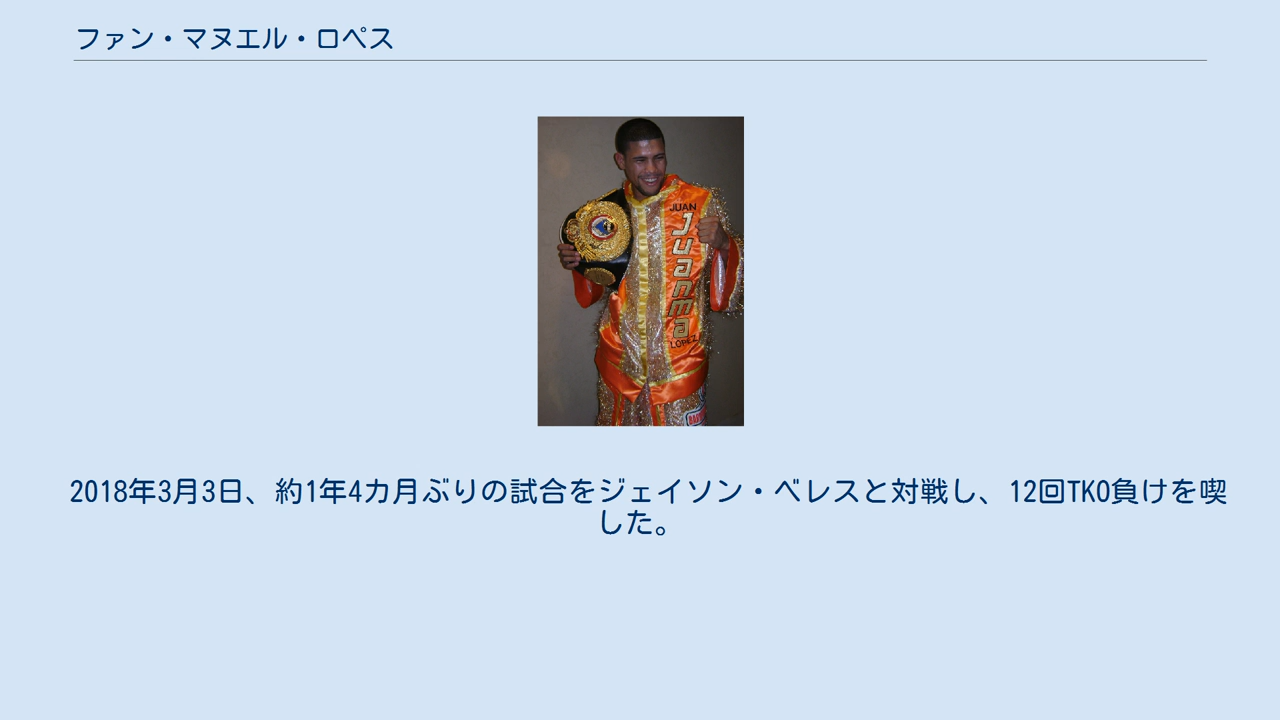 ファン・マヌエル・ロペス
JUAN
Juanma
LOPEZ
2018年3月3日、約1年4カ月ぶりの試合をジェイソン・ベレスと対戦し、12回TKO負けを喫
した。